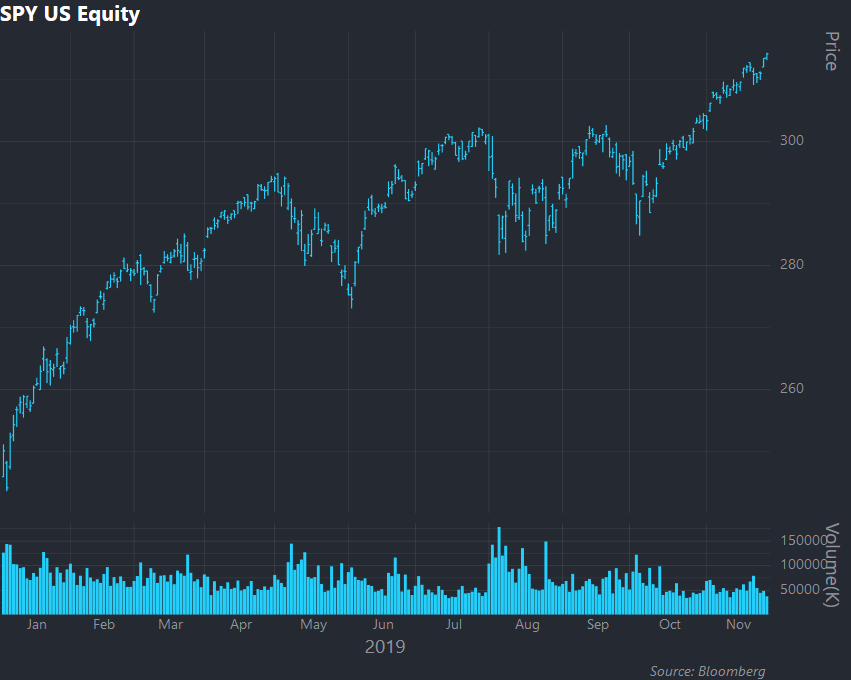 SPY US Equity
Price
300
280
260
Volume(K)
150000
100000
50000
Jan Feb Mar Apr May Jun Jul Aug Sep Oct Nov
2019
Source: Bloomberg